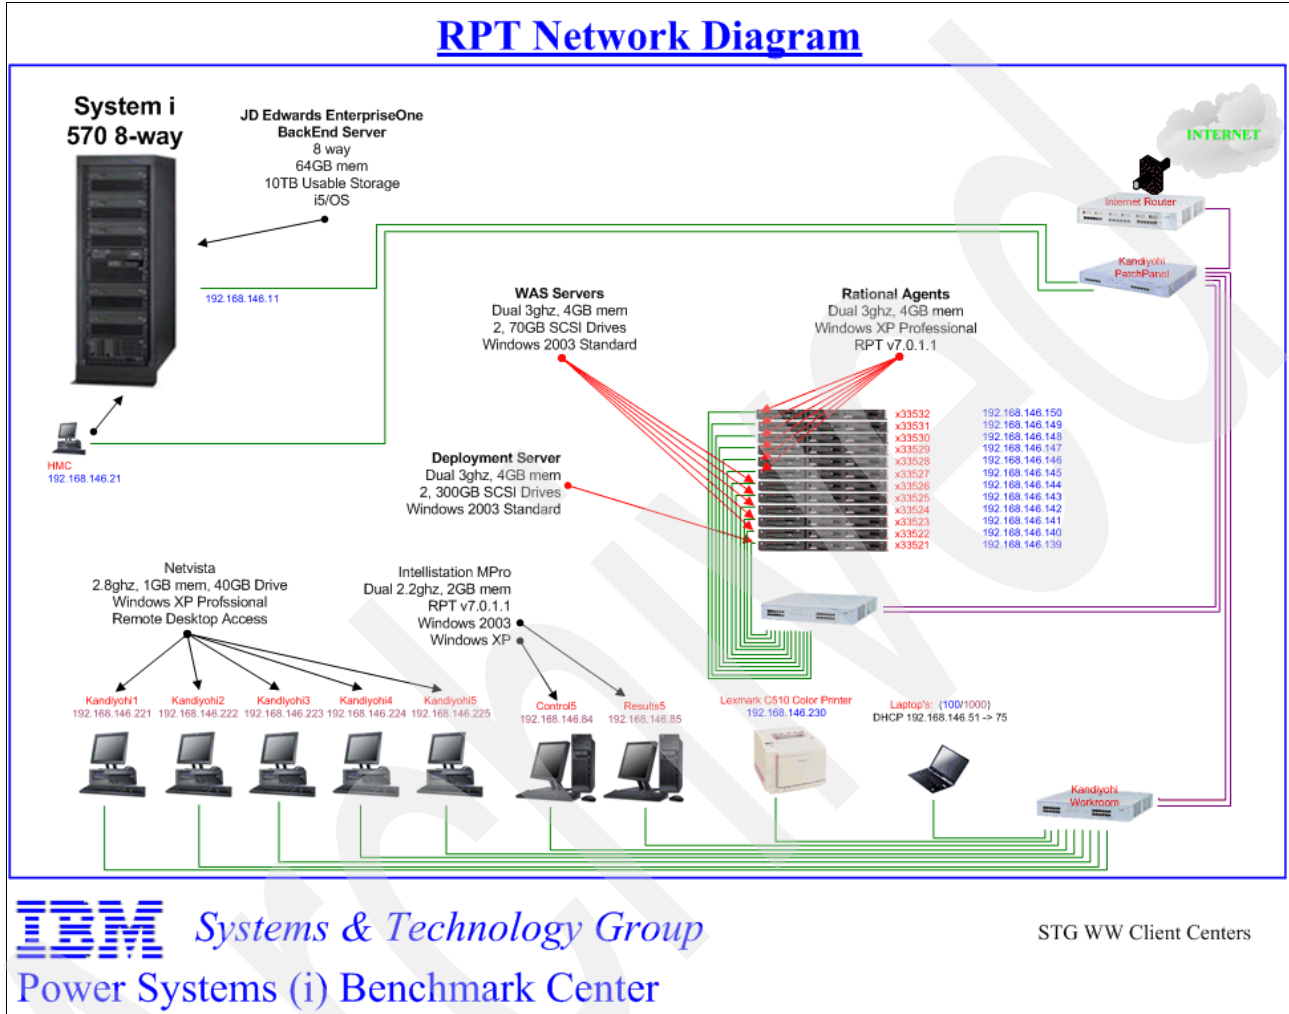 RPT Network Diagram
System i
570 8-way
JD Edwards EnterpriseOne
BackEnd Server
8 way
64GB mem
10TB Usable Storage
i5/OS
INTERNET
Internet Router
Kandiyohi
PatchPanel
192.168.146.11
WAS Servers
Dual 3ghz, 4GB mem
2, 70GB SCSI Drives
Windows 2003 Standard
Rational Agents
Dual 3ghz, 4GB mem
Windows XP Professional
RPT v7.0.1.1
HMC
192.168.146.21
Deployment Server
Dual 3ghz, 4GB mem
2, 300GB SCSI Drives
Windows 2003 Standard
x33532 192.168.146.150
x33531 192.168.146.149
x33530 192.168.146.148
x33529 192.168.146.147
x33528 192.168.146.146
x33527 192.168.146.145
x33526 192.168.146.144
x33525 192.168.146.143
x33524 192.168.146.142
x33523 192.168.146.141
x33522 192.168.146.140
x33521 192.168.146.139
Netvista
2.8ghz, 1GB mem, 40GB Drive
Windows XP Profssional
Remote Desktop Access
Intellistation MPro
Dual 2.2ghz, 2GB mem
RPT v7.0.1.1
Windows 2003
Windows XP
Kandiyohi1
192.168.146.221
Kandiyohi2
192.168.146.222
Kandiyohi3
192.168.146.223
Kandiyohi4
192.168.146.224
Kandiyohi5
192.168.146.225
Control5
192.168.146.84
Results5
192.168.146.85
Lexmark C510 Color Printer
192.168.146.230
Laptop's: (100/1000)
DHCP 192.168.146.51 -> 75
Kandiyohi
Workroom
IBM Systems & Technology Group
Power Systems (i) Benchmark Center
STG WW Client Centers
Archived